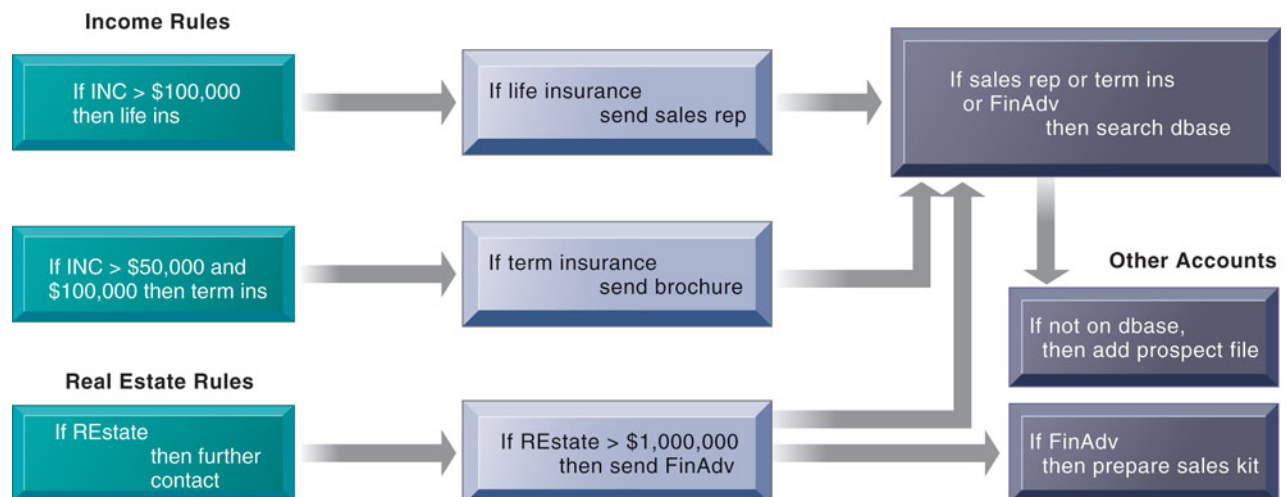 Income Rules
If INC > $100,000
then life ins
If life insurance
send sales rep
If sales rep or term ins
or FinAdv
then search dbase
If INC > $50,000 and
$100,000 then term ins
If term insurance
send brochure
Other Accounts
If not on dbase,
then add prospect file
Real Estate Rules
If REstate
then further
contact
If REstate > $1,000,000
then send FinAdv
If FinAdv
then prepare sales kit